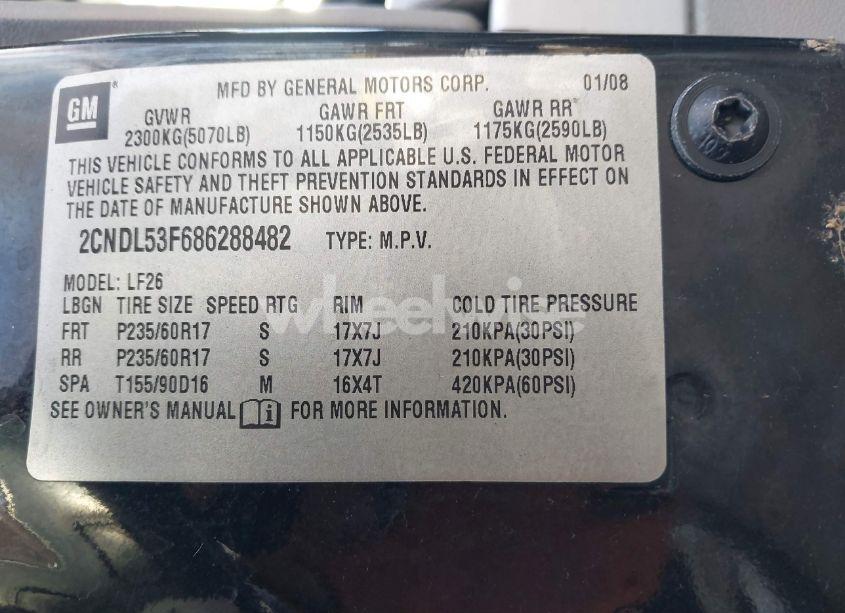 GM
MFD BY GENERAL MOTORS CORP. 01/08
GVWR GAWR FRT GAWR RR
2300KG(5070LB) 1150KG(2535LB) 1175KG(2590LB)
THIS VEHICLE CONFORMS TO ALL APPLICABLE U.S. FEDERAL MOTOR
VEHICLE SAFETY AND THEFT PREVENTION STANDARDS IN EFFECT ON
THE DATE OF MANUFACTURE SHOWN ABOVE.
2CNDL53F686288482 TYPE: M.P.V.
MODEL: LF26
LBGN TIRE SIZE SPEED RTG RIM COLD TIRE PRESSURE
FRT P235/60R17 S 17X7J 210KPA(30PSI)
RR P235/60R17 S 17X7J 210KPA(30PSI)
SPA T155/90D16 M 16X4T 420KPA(60PSI)
SEE OWNER'S MANUAL i FOR MORE INFORMATION.
wheelwise